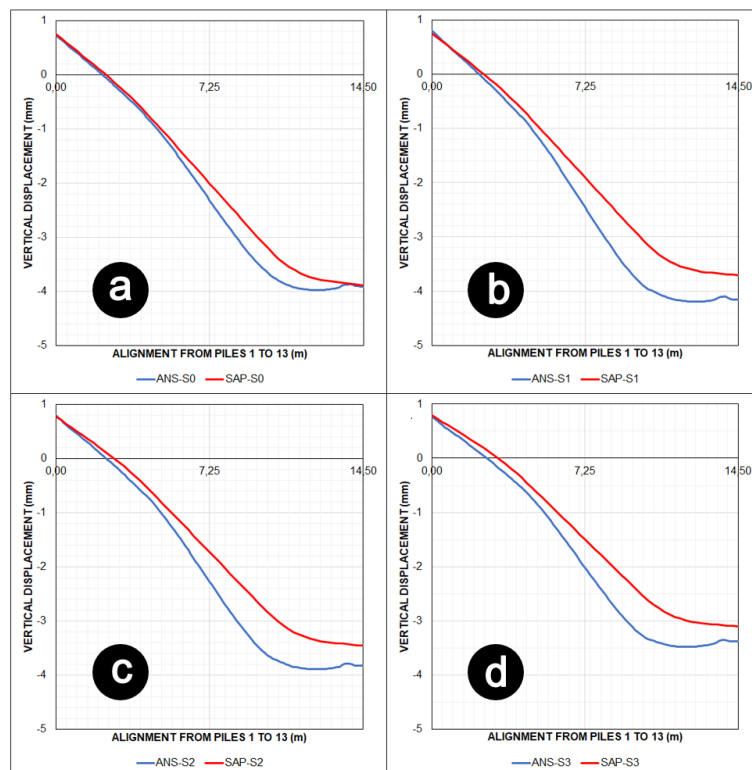 1
0
-1
-2
-3
-4
-5
0,00
7,25
14,50
VERTICAL DISPLACEMENT (mm)
a
ALIGNMENT FROM PILES 1 TO 13 (m)
ANS-S0 SAP-S0
1
0
-1
-2
-3
-4
-5
0,00
7,25
14,50
VERTICAL DISPLACEMENT (mm)
b
ALIGNMENT FROM PILES 1 TO 13 (m)
ANS-S1 SAP-S1
1
0
-1
-2
-3
-4
-5
0,00
7,25
14,50
VERTICAL DISPLACEMENT (mm)
c
ALIGNMENT FROM PILES 1 TO 13 (m)
ANS-S2 SAP-S2
1
0
-1
-2
-3
-4
-5
0,00
7,25
14,50
VERTICAL DISPLACEMENT (mm)
d
ALIGNMENT FROM PILES 1 TO 13 (m)
ANS-S3 SAP-S3